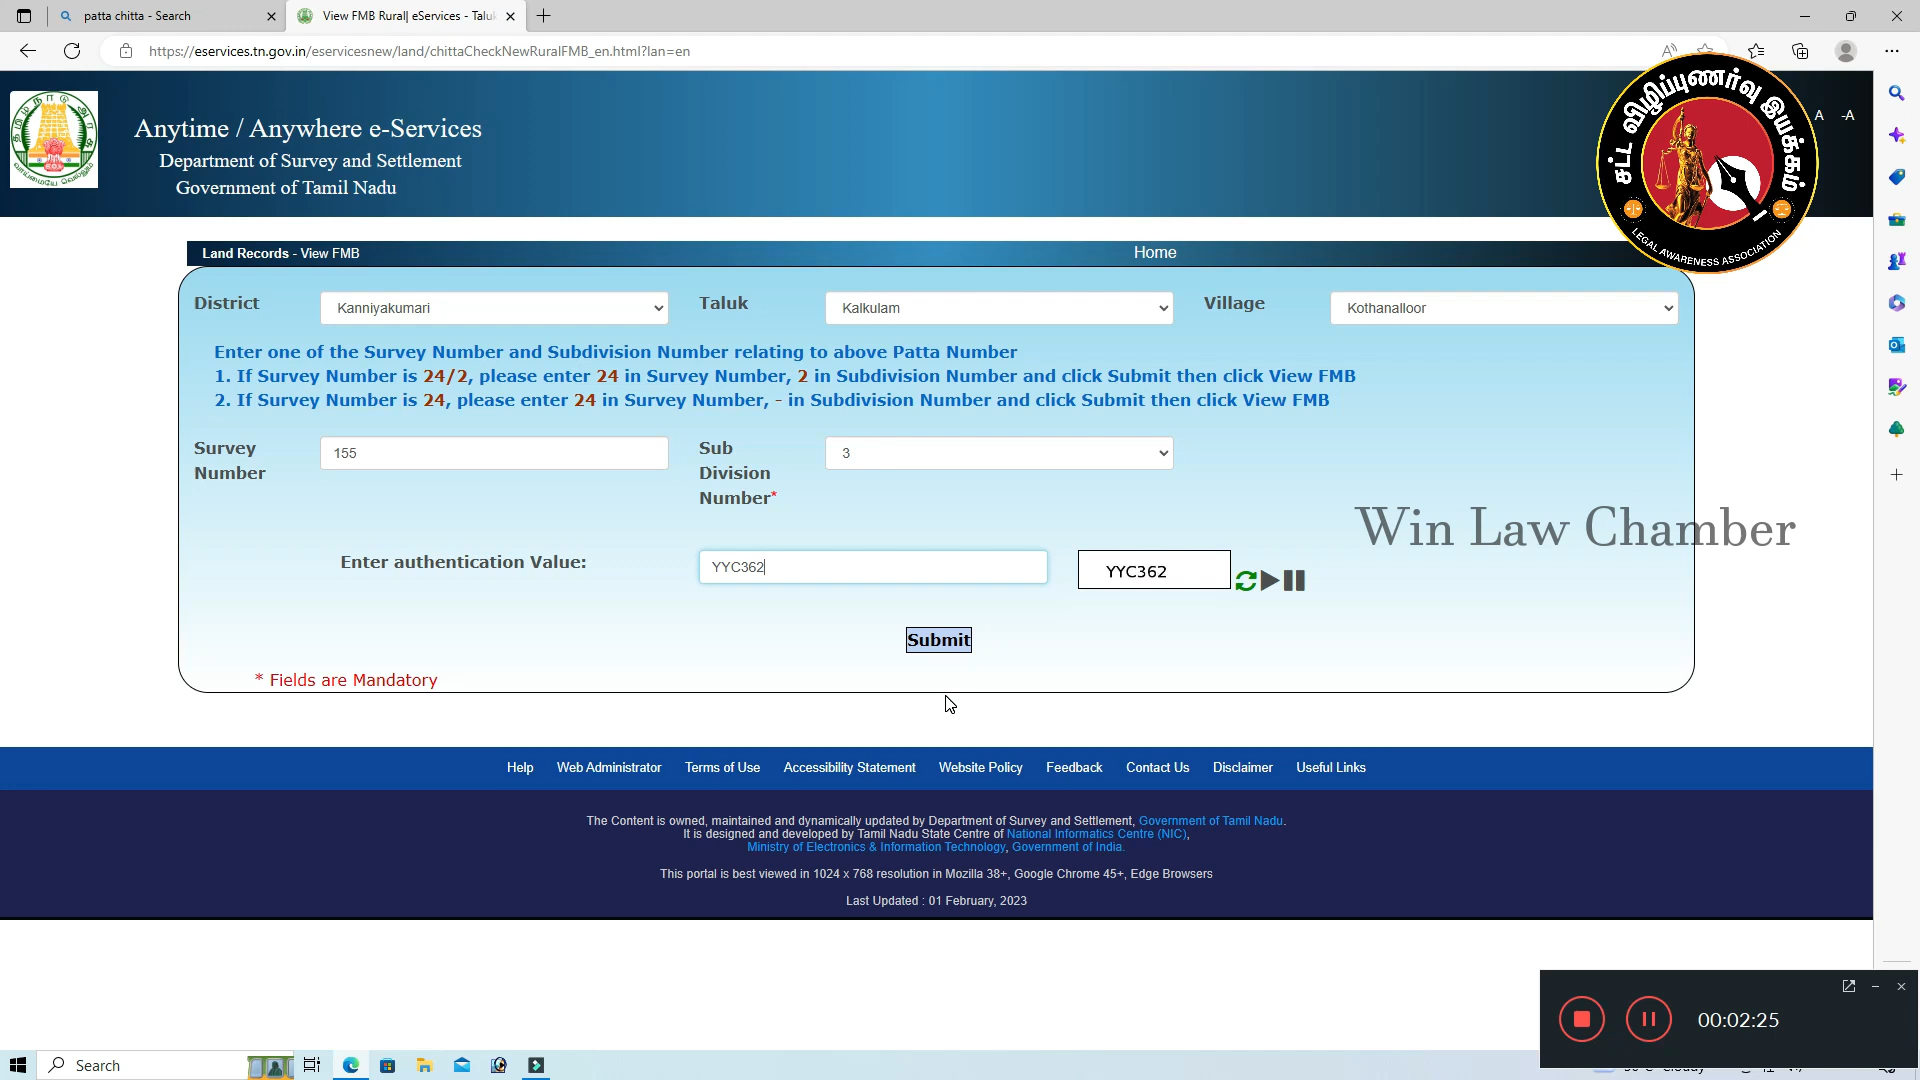 patta chitta - Search
View FMB Rural| eServices - Taluk
https://eservices.tn.gov.in/eservicesnew/land/chittaCheckNewRuralFMB_en.html?lan=en
Anytime / Anywhere e-Services
Department of Survey and Settlement
Government of Tamil Nadu
A -A
சட்ட விழிப்புணர்வு இயக்கம்
LEGAL AWARENESS ASSOCIATION
Land Records - View FMB Home
District Kanniyakumari Taluk Kalkulam Village Kothanalloor
Enter one of the Survey Number and Subdivision Number relating to above Patta Number
1. If Survey Number is 24/2, please enter 24 in Survey Number, 2 in Subdivision Number and click Submit then click View FMB
2. If Survey Number is 24, please enter 24 in Survey Number, - in Subdivision Number and click Submit then click View FMB
Survey Number 155 Sub Division Number* 3
Win Law Chamber
Enter authentication Value: YYC362 YYC362
Submit
* Fields are Mandatory
Help Web Administrator Terms of Use Accessibility Statement Website Policy Feedback Contact Us Disclaimer Useful Links
The Content is owned, maintained and dynamically updated by Department of Survey and Settlement, Government of Tamil Nadu.
It is designed and developed by Tamil Nadu State Centre of National Informatics Centre (NIC),
Ministry of Electronics & Information Technology, Government of India.
This portal is best viewed in 1024 x 768 resolution in Mozilla 38+, Google Chrome 45+, Edge Browsers
Last Updated : 01 February, 2023
00:02:25
Search